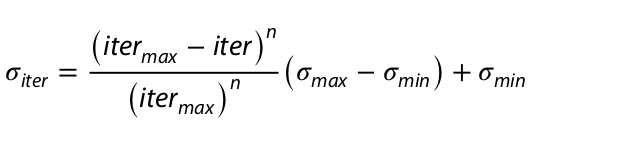 σ_iter = (iter_max − iter)^n / (iter_max)^n (σ_max − σ_min) + σ_min